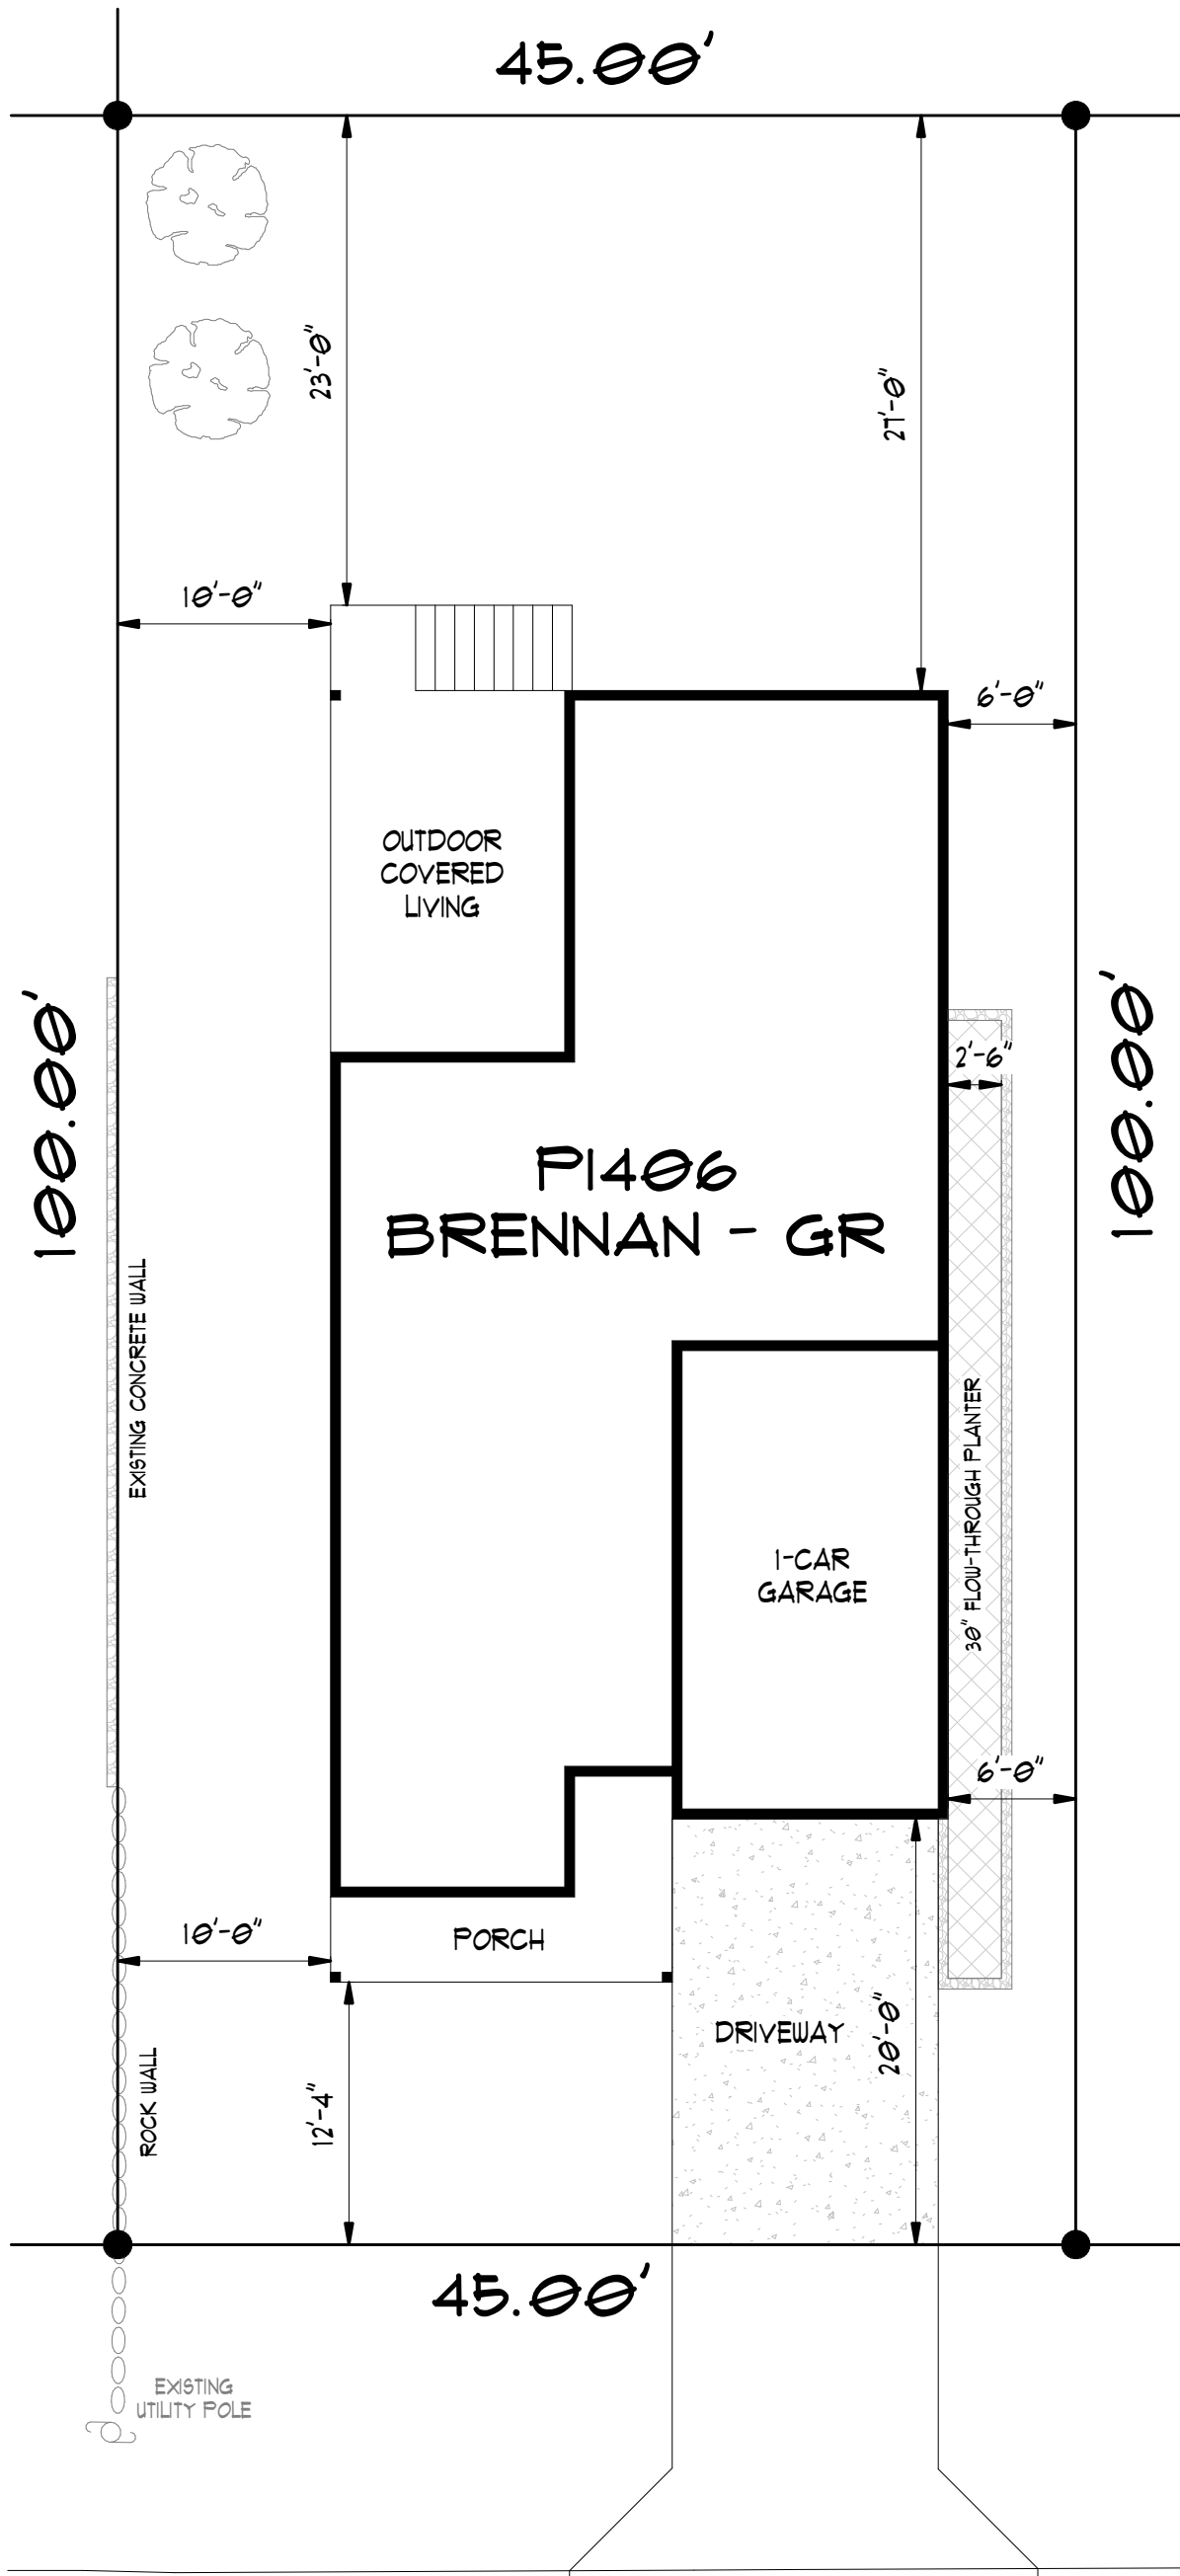 45.00'
23'-0"
27'-0"
10'-0"
6'-0"
OUTDOOR
COVERED
LIVING
100.00'
100.00'
2'-6"
P1406
BRENNAN - GR
EXISTING CONCRETE WALL
30" FLOW-THROUGH PLANTER
1-CAR
GARAGE
6'-0"
10'-0"
PORCH
DRIVEWAY
20'-0"
ROCK WALL
12'-4"
45.00'
EXISTING
UTILITY POLE